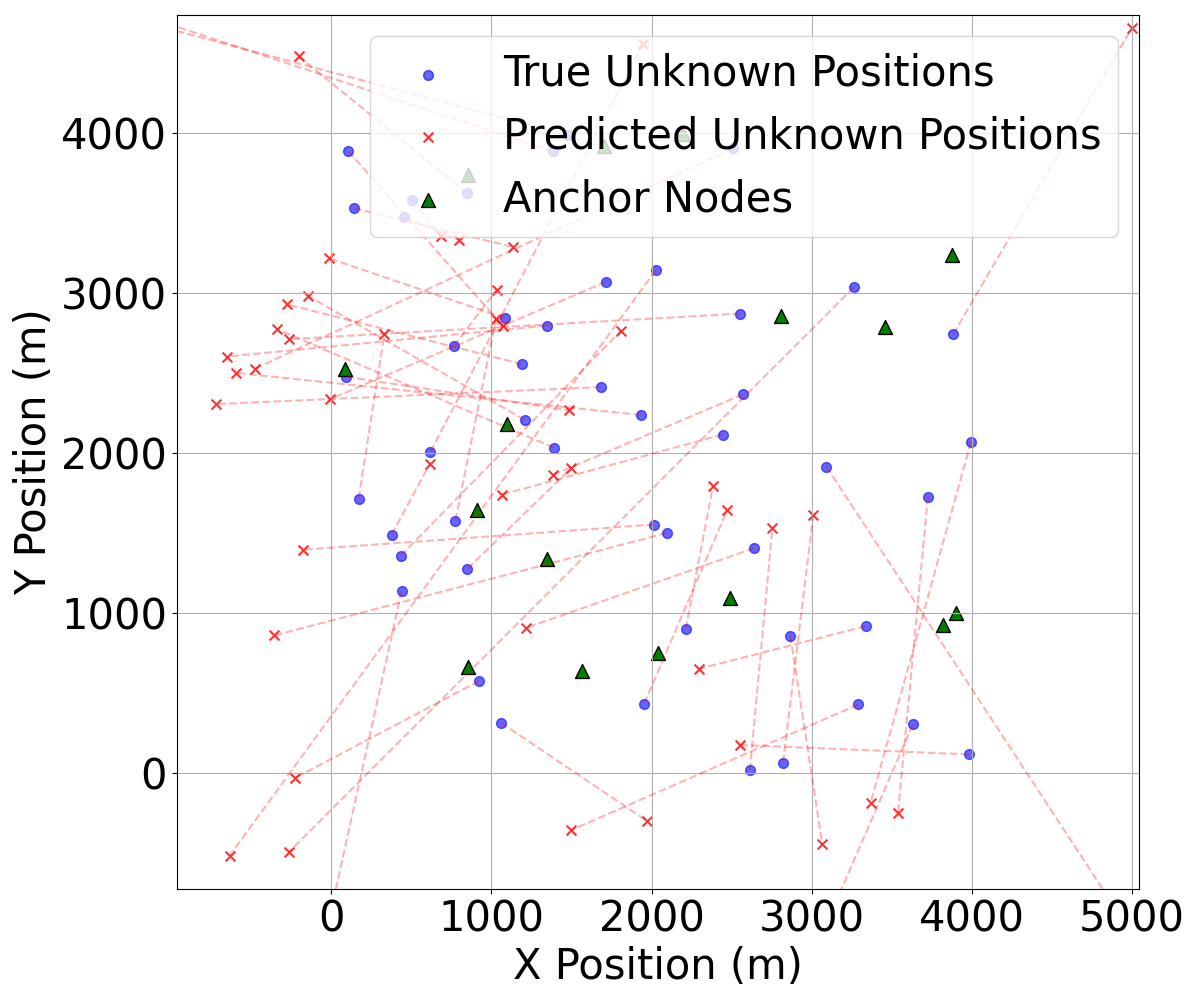 True Unknown Positions
Predicted Unknown Positions
Anchor Nodes
4000
3000
2000
1000
0
Y Position (m)
0 1000 2000 3000 4000 5000
X Position (m)